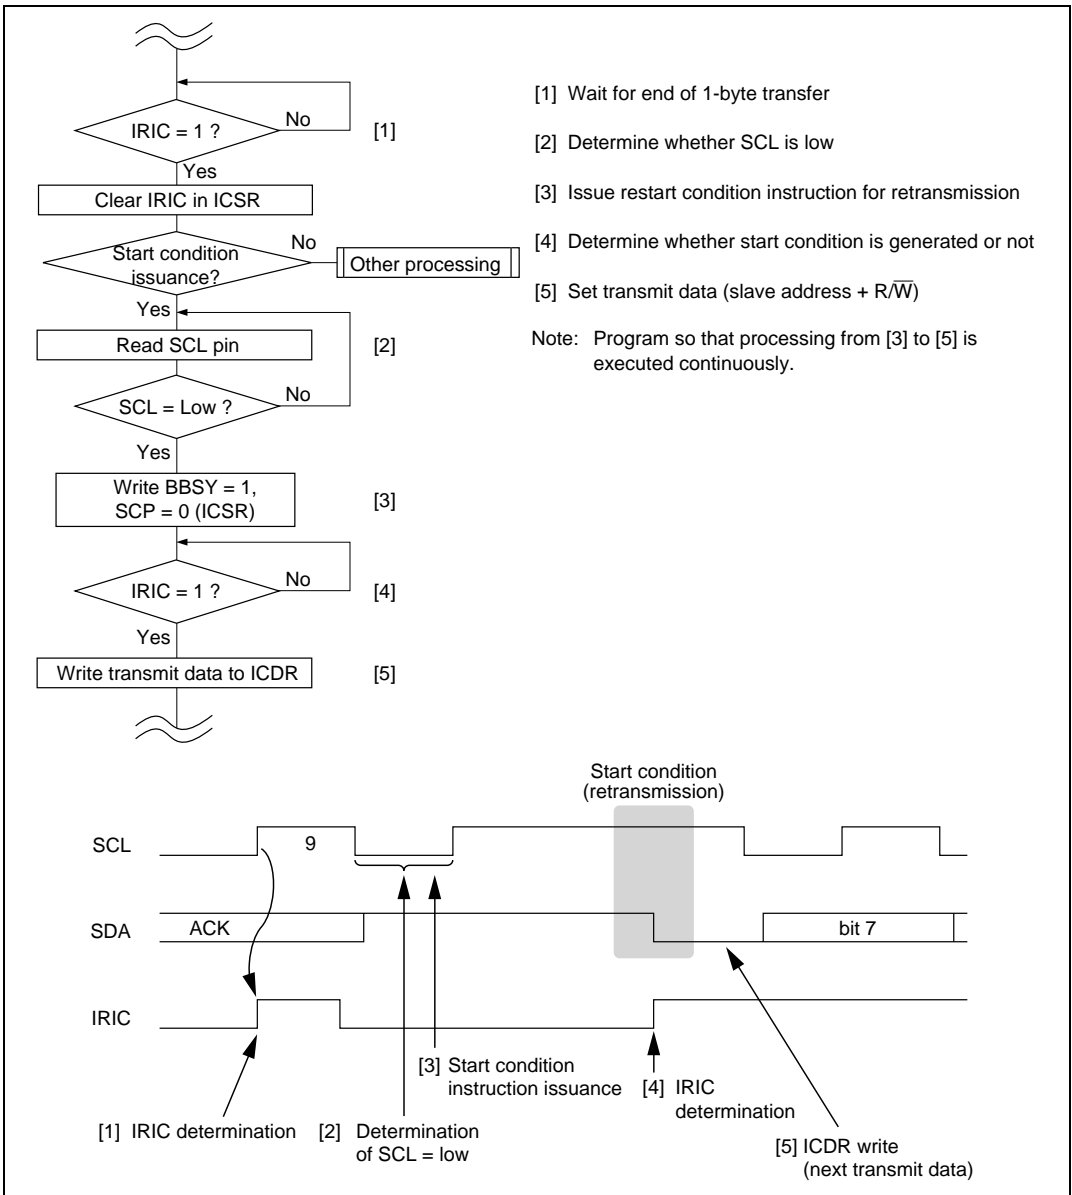 IRIC = 1 ?
No
[1]
Yes
Clear IRIC in ICSR
Start condition
issuance?
No
Other processing
Yes
Read SCL pin
[2]
SCL = Low ?
No
Yes
Write BBSY = 1,
SCP = 0 (ICSR)
[3]
IRIC = 1 ?
No
[4]
Yes
Write transmit data to ICDR
[5]
[1] Wait for end of 1-byte transfer
[2] Determine whether SCL is low
[3] Issue restart condition instruction for retransmission
[4] Determine whether start condition is generated or not
[5] Set transmit data (slave address + R/W̅)
Note: Program so that processing from [3] to [5] is
executed continuously.
Start condition
(retransmission)
SCL
9
SDA
ACK
bit 7
IRIC
[3] Start condition
instruction issuance
[4] IRIC
determination
[1] IRIC determination
[2] Determination
of SCL = low
[5] ICDR write
(next transmit data)